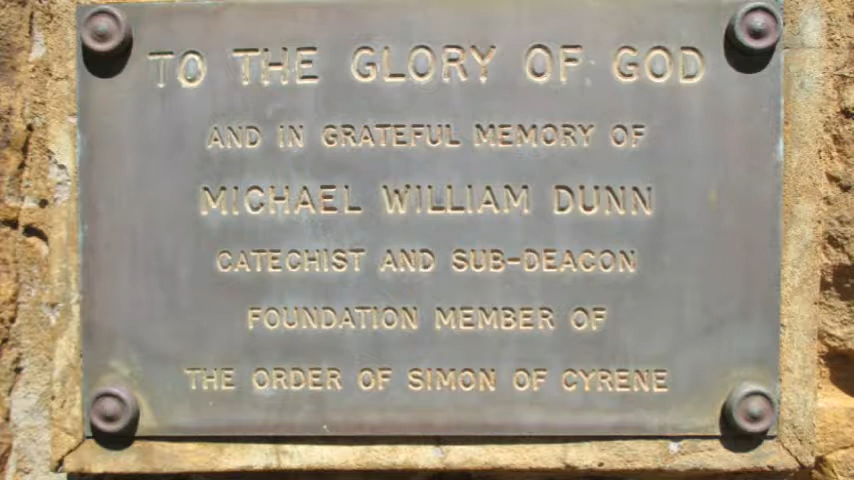 TO THE GLORY OF GOD
AND IN GRATEFUL MEMORY OF
MICHAEL WILLIAM DUNN
CATECHIST AND SUB-DEACON
FOUNDATION MEMBER OF
THE ORDER OF SIMON OF CYRENE